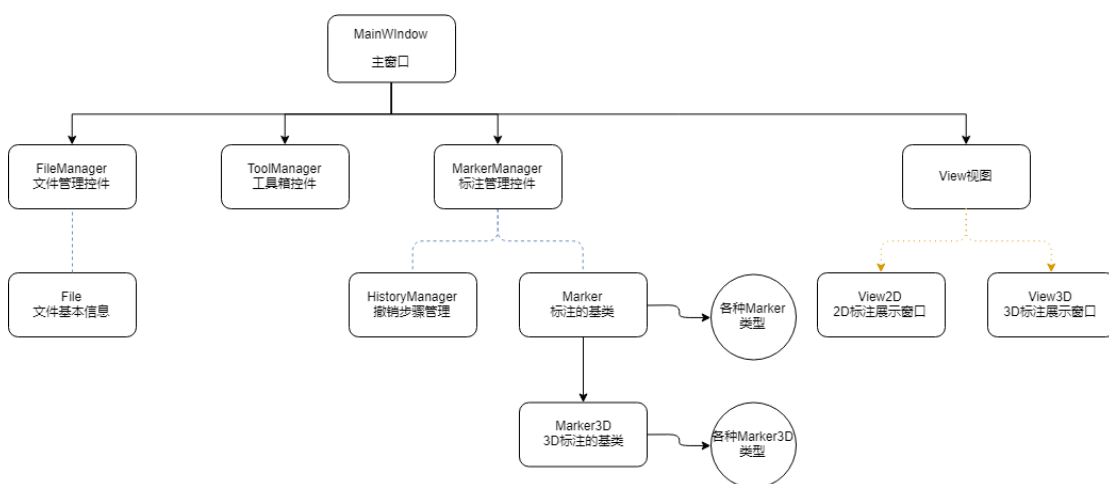 MainWIndow
主窗口
FileManager
文件管理控件
ToolManager
工具箱控件
MarkerManager
标注管理控件
View视图
File
文件基本信息
HistoryManager
撤销步骤管理
Marker
标注的基类
各种Marker
类型
View2D
2D标注展示窗口
View3D
3D标注展示窗口
Marker3D
3D标注的基类
各种Marker3D
类型